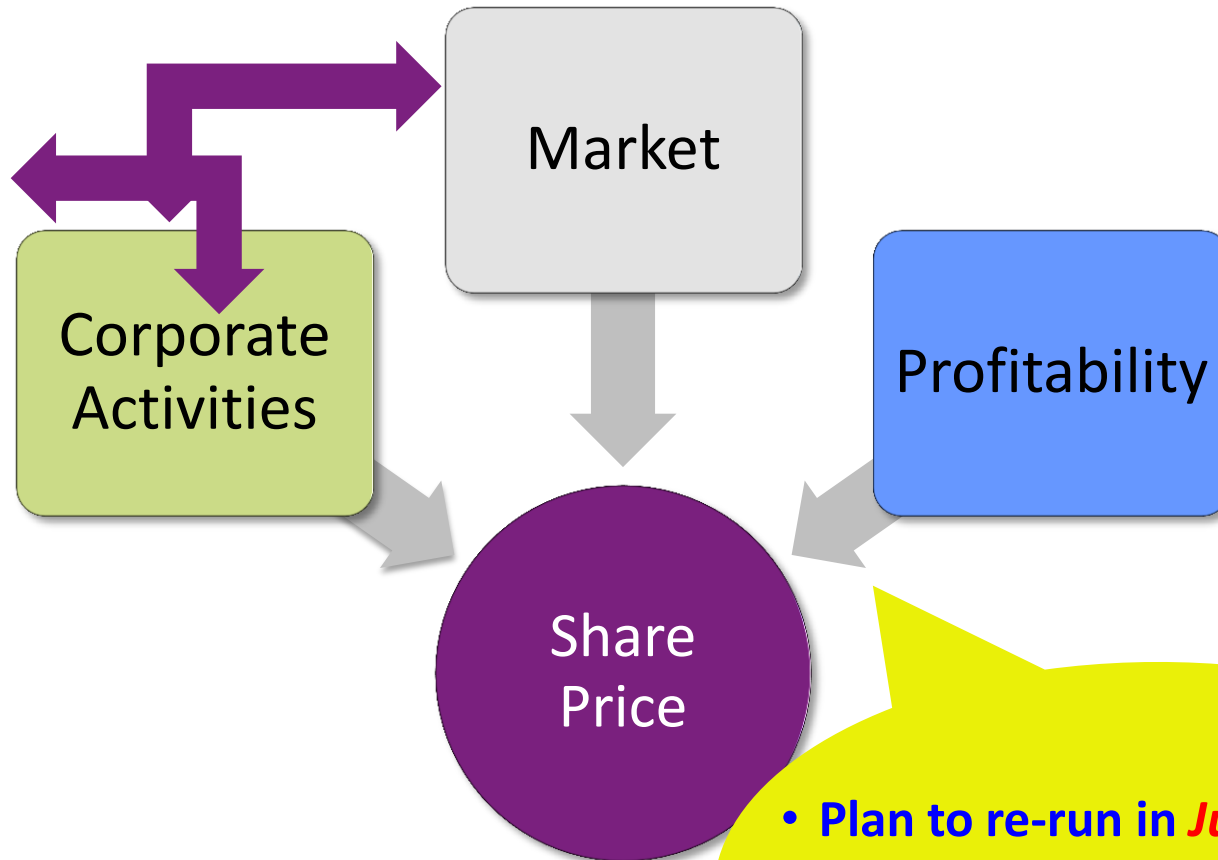 Market
Corporate
Activities
Profitability
Share
Price
• Plan to re-run in